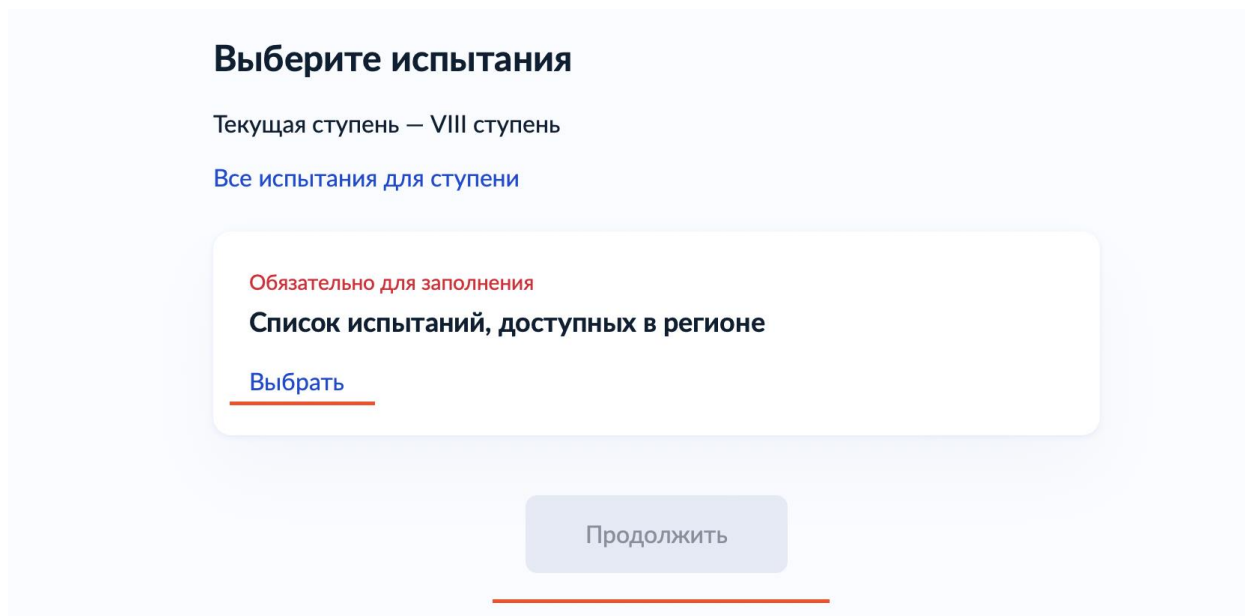 Выберите испытания
Текущая ступень — VIII ступень
Все испытания для ступени
Обязательно для заполнения
Список испытаний, доступных в регионе
Выбрать
Продолжить